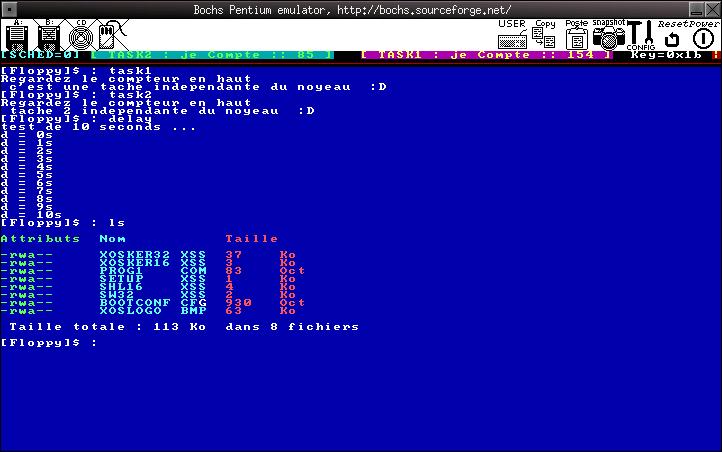 Bochs Pentium emulator, http://bochs.sourceforge.net/
A: B: CD USER Copy Poste snapshot CONFIG Reset Power
[SCHED=0] [ TASK2 : je Compte :: 85 ] [ TASK1 : je Compte :: 154 ] Key=0x1b
[Floppy]$ : task1
Regardez le compteur en haut
c'est une tache independante du noyeau :D
[Floppy]$ : task2
Regardez le compteur en haut
tache 2 independante du noyeau :D
[Floppy]$ : delay
test de 10 seconds ...
d = 0s
d = 1s
d = 2s
d = 3s
d = 4s
d = 5s
d = 6s
d = 7s
d = 8s
d = 9s
d = 10s
[Floppy]$ : ls
Attributs Nom Taille
-rwa-- XOSKER32 XSS 37 Ko
-rwa-- XOSKER16 XSS 3 Ko
-rwa-- PROG1 COM 83 Oct
-rwa-- SETUP XSS 1 Ko
-rwa-- SHL16 XSS 4 Ko
-rwa-- SW32 XSS 2 Ko
-rwa-- BOOTCONF CFG 930 Oct
-rwa-- XOSLOGO BMP 63 Ko
Taille totale : 113 Ko dans 8 fichiers
[Floppy]$ :